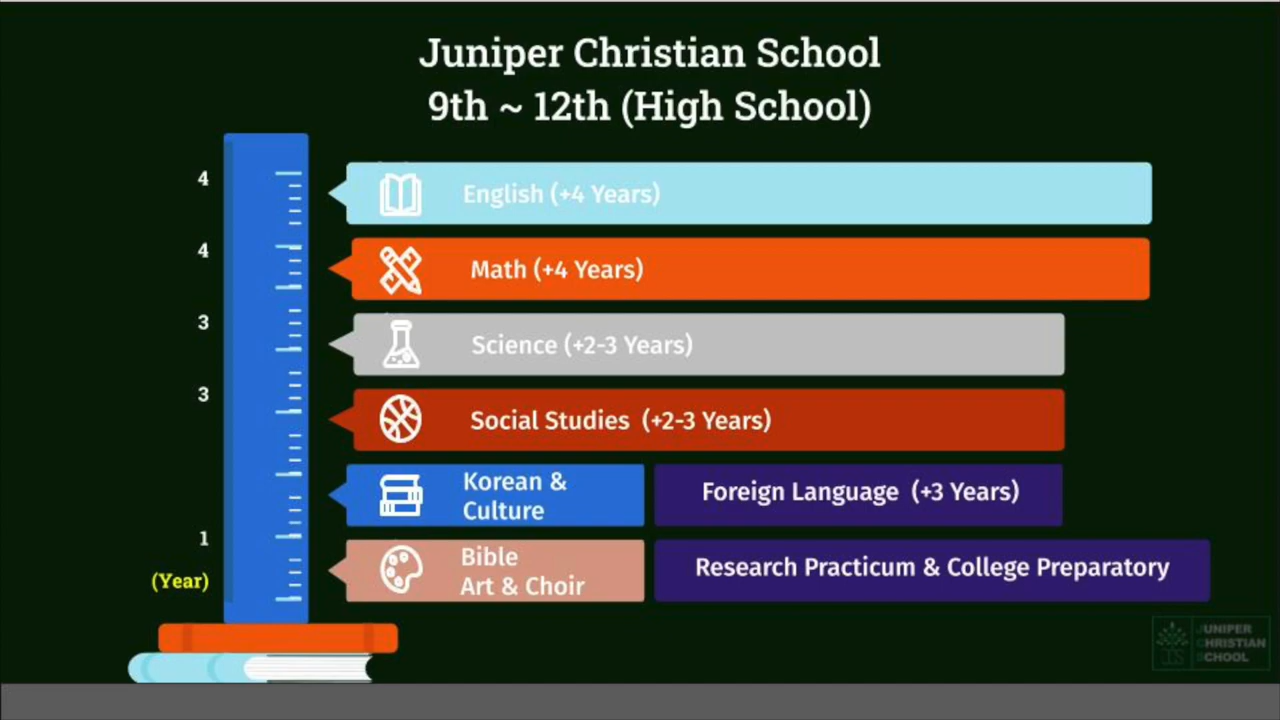 Juniper Christian School
9th ~ 12th (High School)
4
English (+4 Years)
4
Math (+4 Years)
3
Science (+2-3 Years)
3
Social Studies (+2-3 Years)
Korean &
Culture
Foreign Language (+3 Years)
1
(Year)
Bible
Art & Choir
Research Practicum & College Preparatory
JUNIPER
CHRISTIAN
SCHOOL
JCS